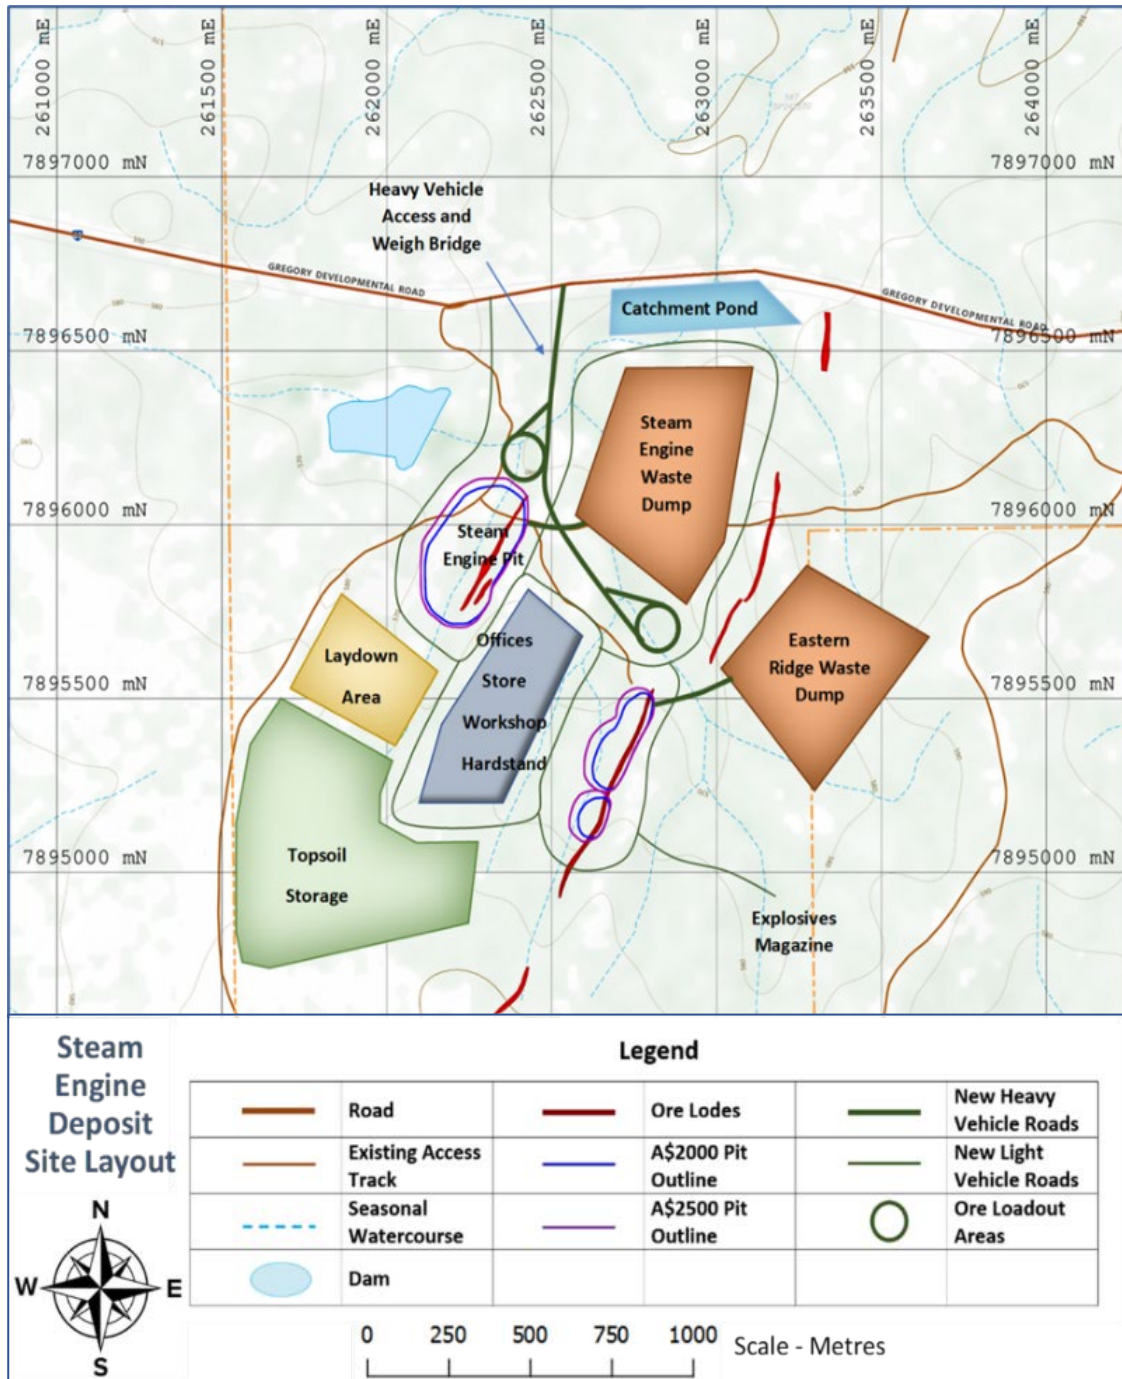 261000 mE
261500 mE
262000 mE
262500 mE
263000 mE
263500 mE
264000 mE
7897000 mN
7897000 mN
Heavy Vehicle
Access and
Weigh Bridge
GREGORY DEVELOPMENTAL ROAD
GREGORY DEVELOPMENTAL ROAD
Catchment Pond
7896500 mN
7896500 mN
Steam
Engine
Waste
Dump
7896000 mN
7896000 mN
Steam
Engine Pit
Laydown
Area
Offices
Store
Workshop
Hardstand
Eastern
Ridge Waste
Dump
7895500 mN
7895500 mN
Topsoil
Storage
7895000 mN
7895000 mN
Explosives
Magazine
Steam
Engine
Deposit
Site Layout
Legend
Road
Ore Lodes
New Heavy
Vehicle Roads
Existing Access
Track
A$2000 Pit
Outline
New Light
Vehicle Roads
Seasonal
Watercourse
A$2500 Pit
Outline
Ore Loadout
Areas
Dam
N
W
E
S
0 250 500 750 1000
Scale - Metres